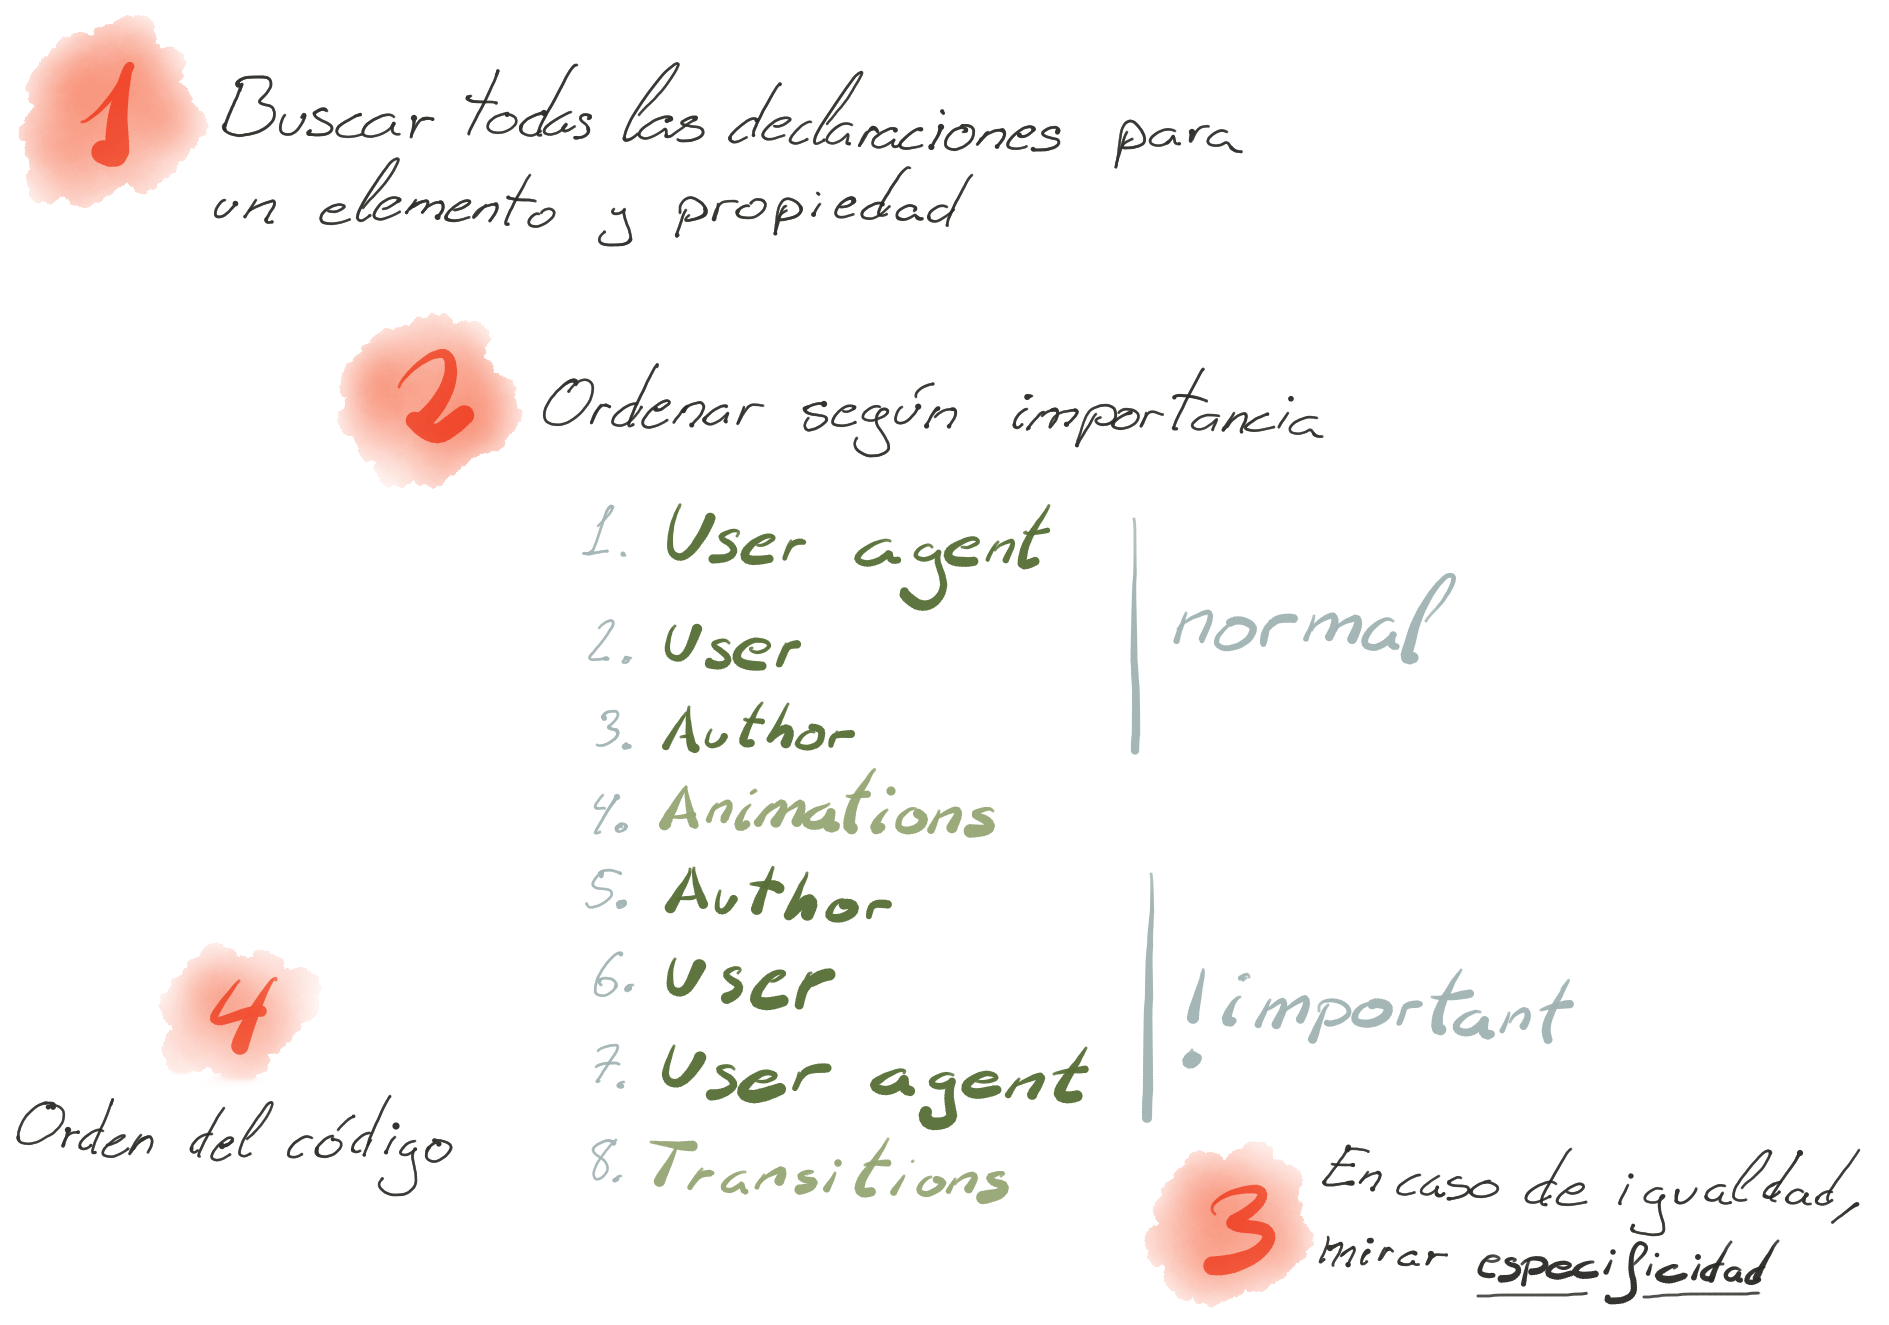 1
Buscar todas las declaraciones para
un elemento y propiedad
2
Ordenar según importancia
1. User agent
2. User
3. Author
normal
4. Animations
5. Author
6. User
7. User agent
!important
8. Transitions
3
En caso de igualdad,
mirar especificidad
4
Orden del código